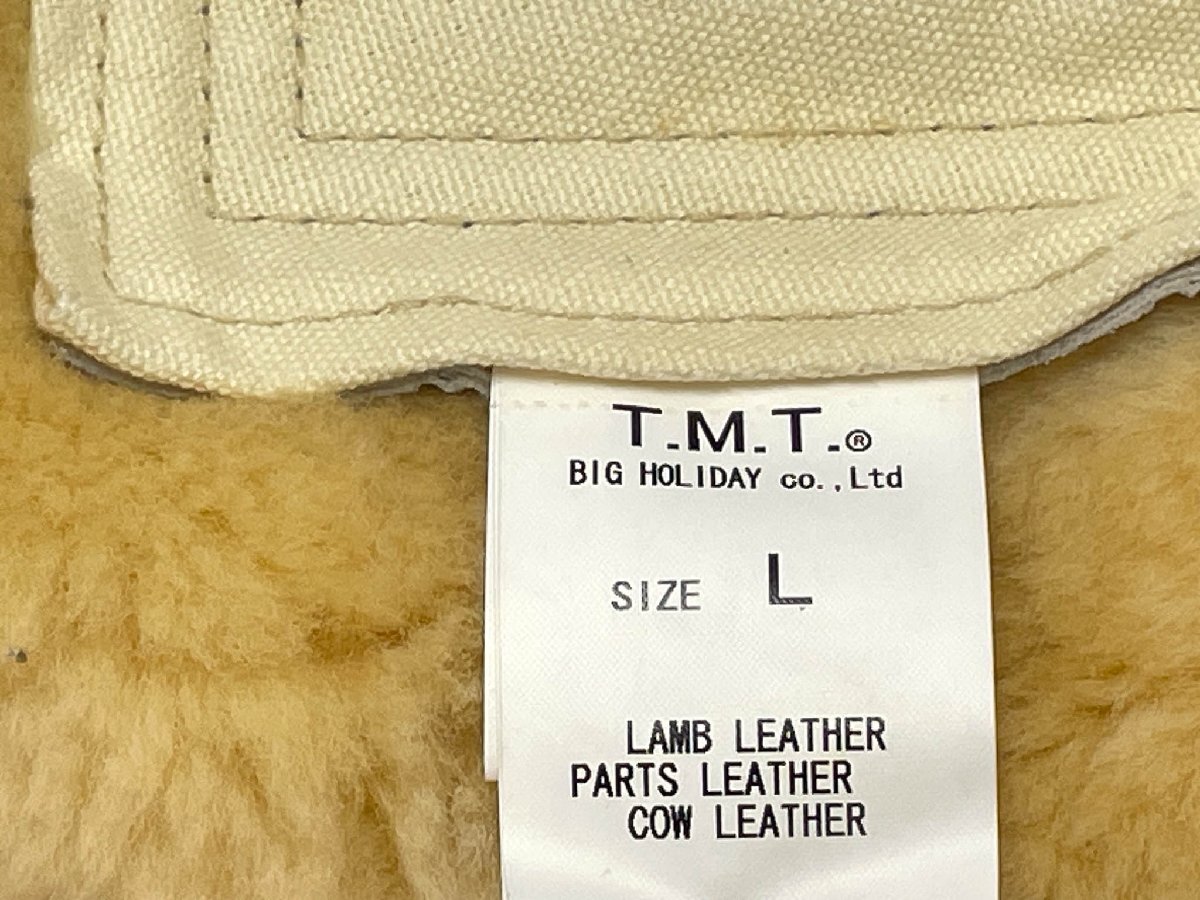 T.M.T.®
BIG HOLIDAY co.,Ltd
SIZE L
LAMB LEATHER
PARTS LEATHER
COW LEATHER